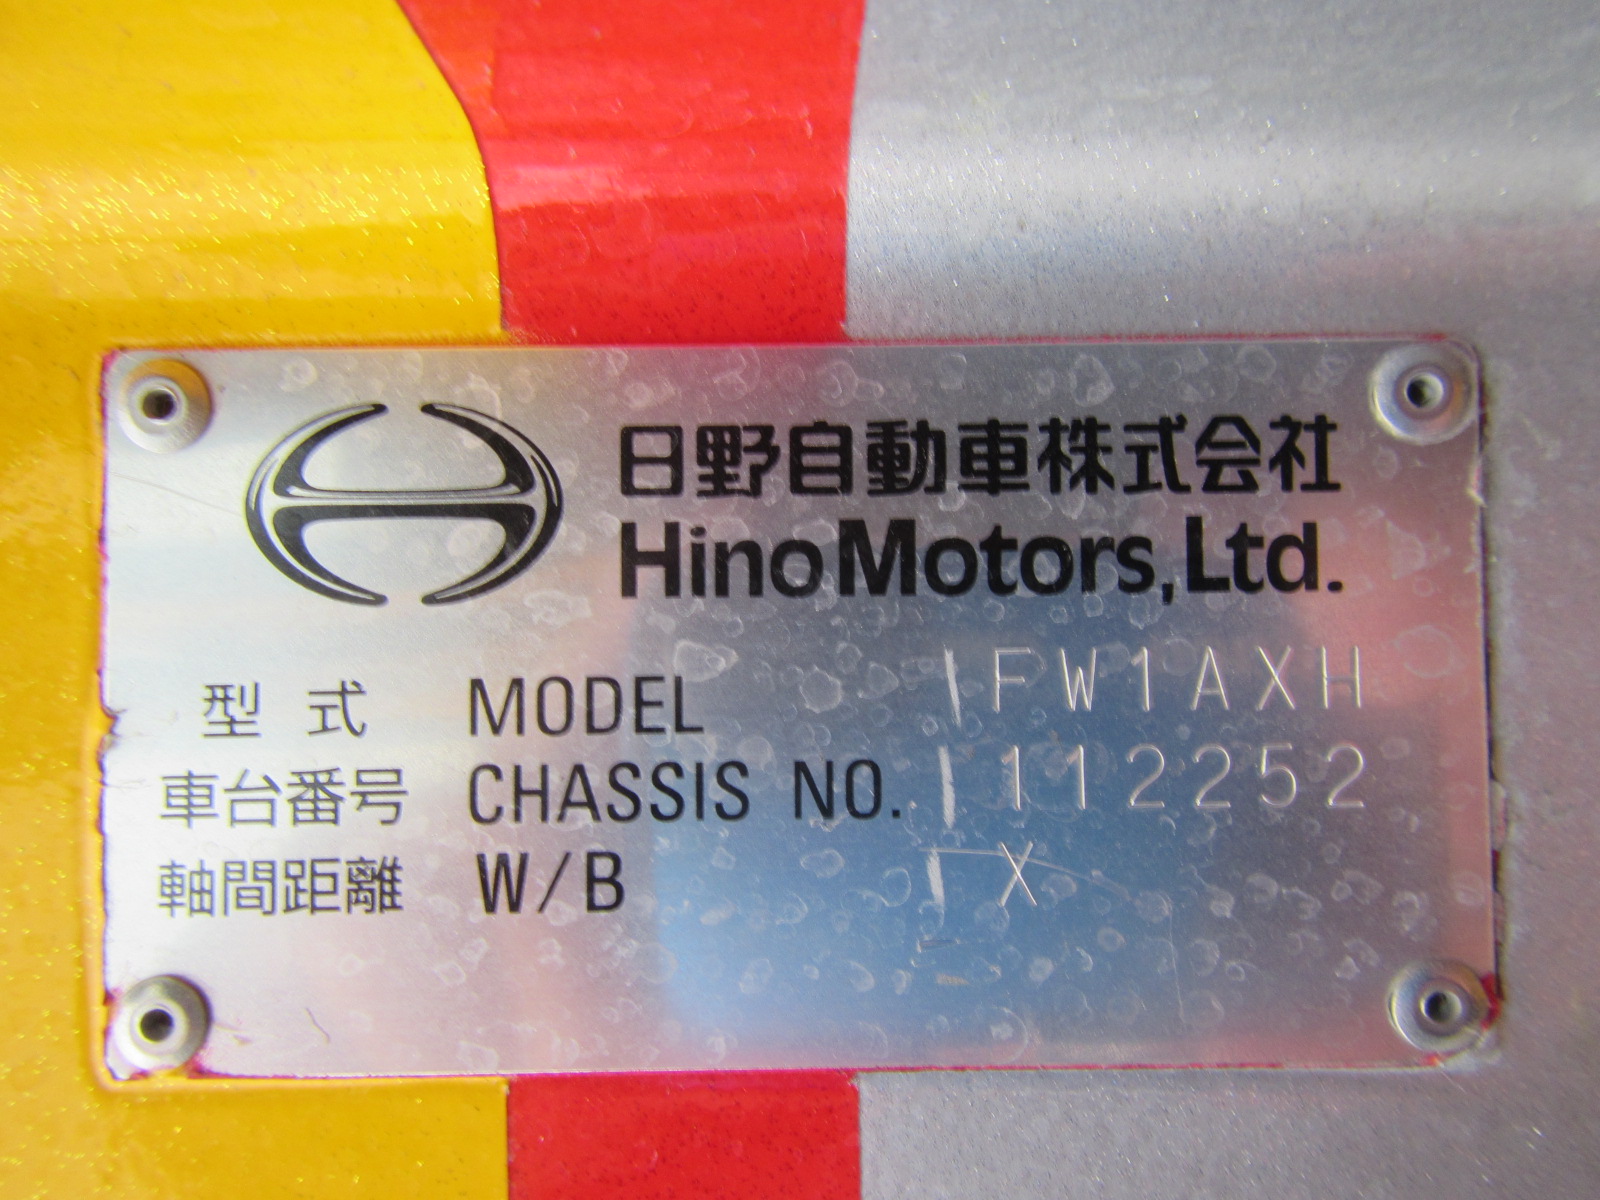 日野自動車株式会社
Hino Motors, Ltd.
型式 MODEL FW1AXH
車台番号 CHASSIS NO. 112252
軸間距離 W/B X